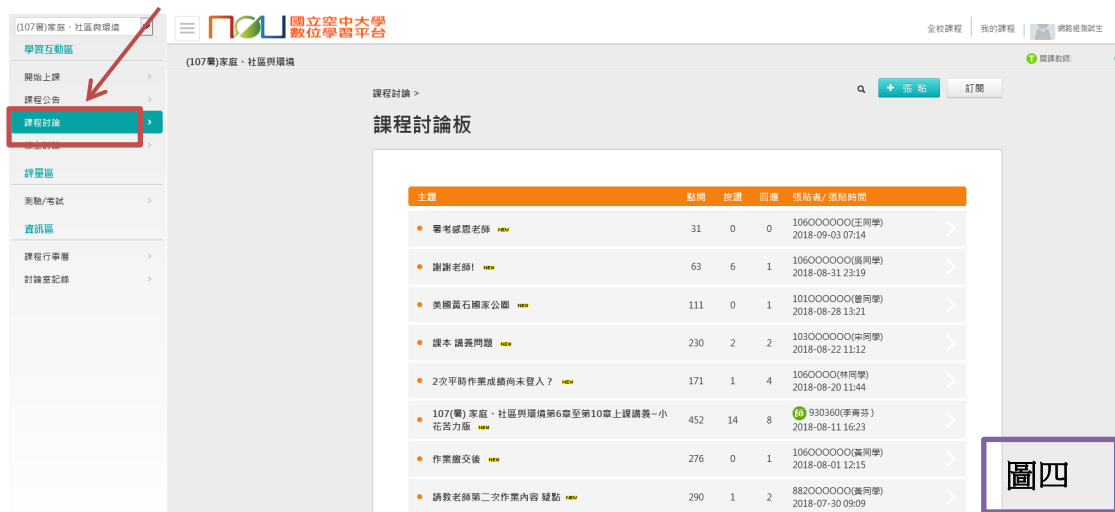 (107暑)家庭、社區與環境
nou 國立空中大學
數位學習平台
全校課程 我的課程 網路組測試生
學習互動區
開始上課
課程公告
課程討論
評量區
測驗/考試
資訊區
課程行事曆
討論室記錄
(107暑)家庭、社區與環境
T 開課教師:
課程討論 >
+ 張 貼 訂閱
課程討論板
主題 點閱 按讚 回應 張貼者/ 張貼時間
暑考感恩老師 NEW 31 0 0 106OOOOOO(王同學)
2018-09-03 07:14
謝謝老師! NEW 63 6 1 106OOOOOO(吳同學)
2018-08-31 23:19
美國黃石國家公園 NEW 111 0 1 101OOOOOO(曾同學)
2018-08-28 13:21
課本 講義問題 NEW 230 2 2 103OOOOOO(宋同學)
2018-08-22 11:12
2次平時作業成績尚未登入？ NEW 171 1 4 106OOOO(林同學)
2018-08-20 11:44
107(暑) 家庭、社區與環境第6章至第10章上課講義~小
花苦力版 NEW 452 14 8 師 930360(李青芬 )
2018-08-11 16:23
作業繳交後 NEW 276 0 1 106OOOOOO(黃同學)
2018-08-01 12:15
請教老師第二次作業內容 疑點 NEW 290 1 2 882OOOOOO(黃同學)
2018-07-30 09:09
圖四